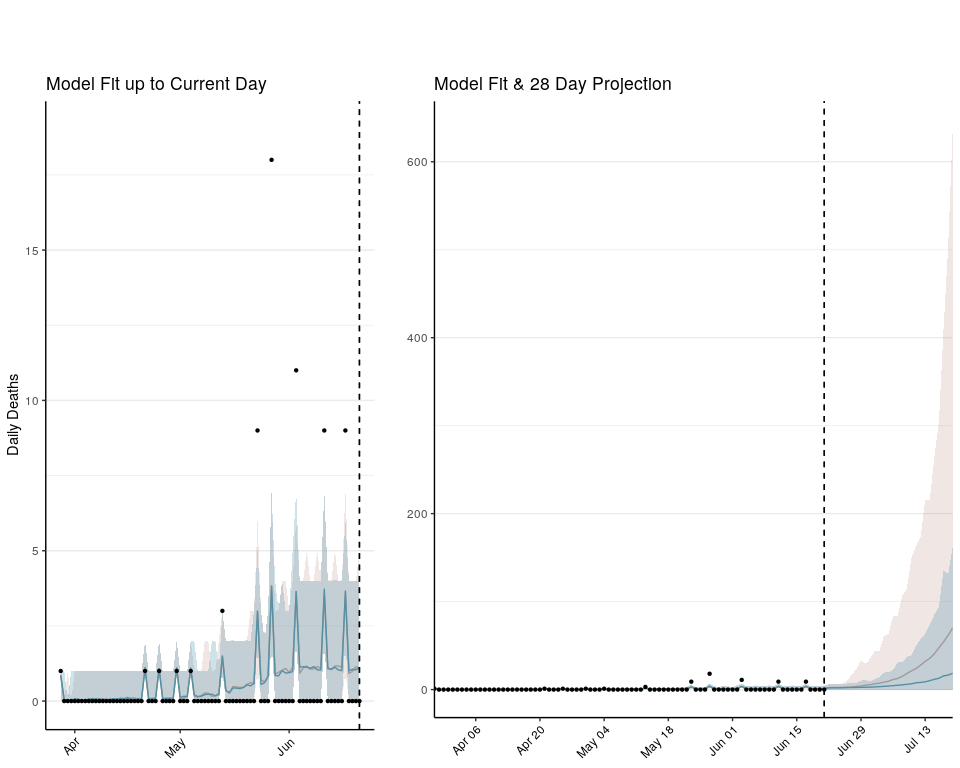 Model Fit up to Current Day
Daily Deaths
15
10
5
0
Apr
May
Jun
Model Fit & 28 Day Projection
600
400
200
0
Apr 06
Apr 20
May 04
May 18
Jun 01
Jun 15
Jun 29
Jul 13